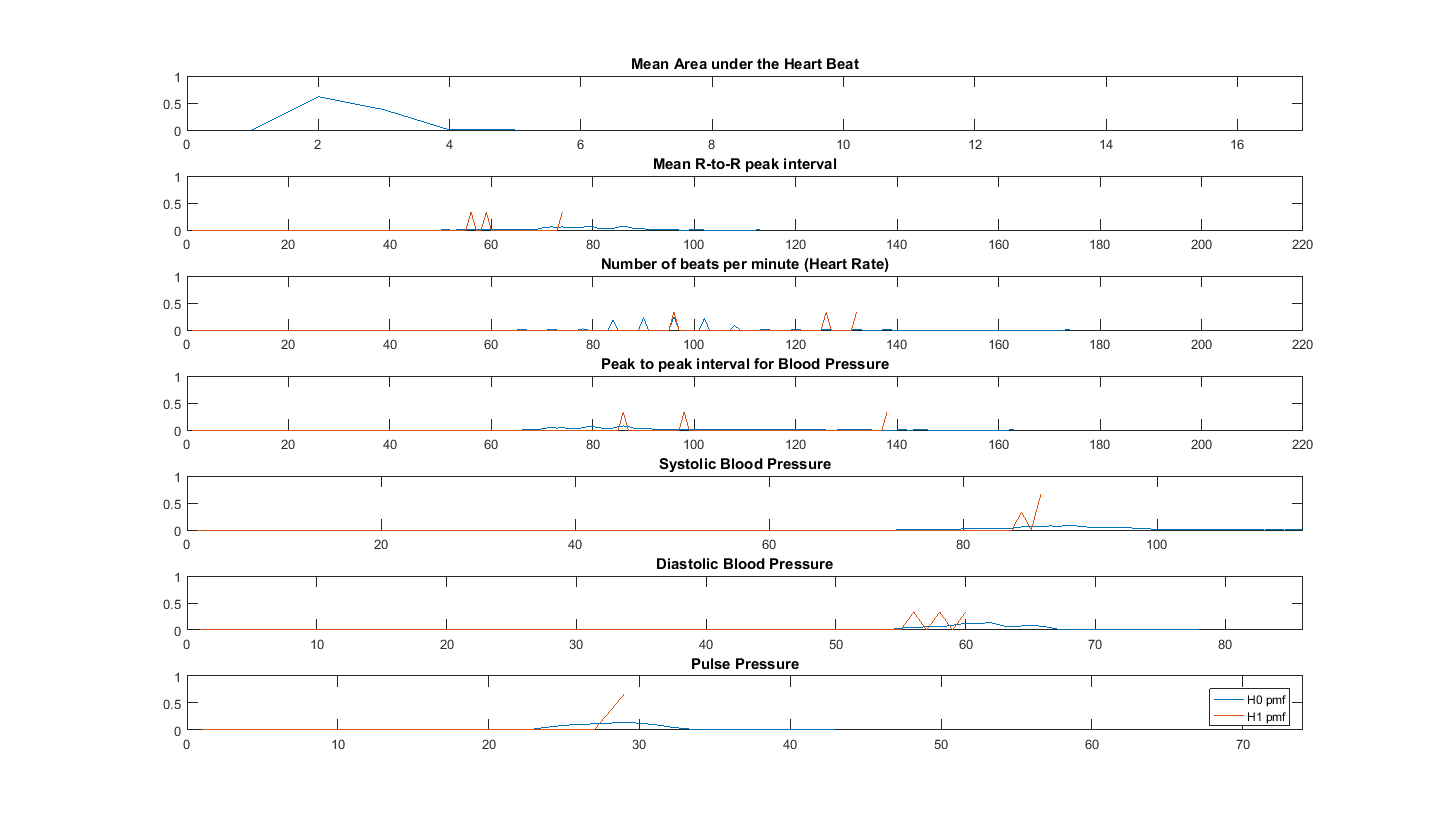 Mean Area under the Heart Beat
1
0.5
0
0 2 4 6 8 10 12 14 16
Mean R-to-R peak interval
1
0.5
0
0 20 40 60 80 100 120 140 160 180 200 220
Number of beats per minute (Heart Rate)
1
0.5
0
0 20 40 60 80 100 120 140 160 180 200 220
Peak to peak interval for Blood Pressure
1
0.5
0
0 20 40 60 80 100 120 140 160 180 200 220
Systolic Blood Pressure
1
0.5
0
0 20 40 60 80 100
Diastolic Blood Pressure
1
0.5
0
0 10 20 30 40 50 60 70 80
Pulse Pressure
1
0.5
0
H0 pmf
H1 pmf
0 10 20 30 40 50 60 70